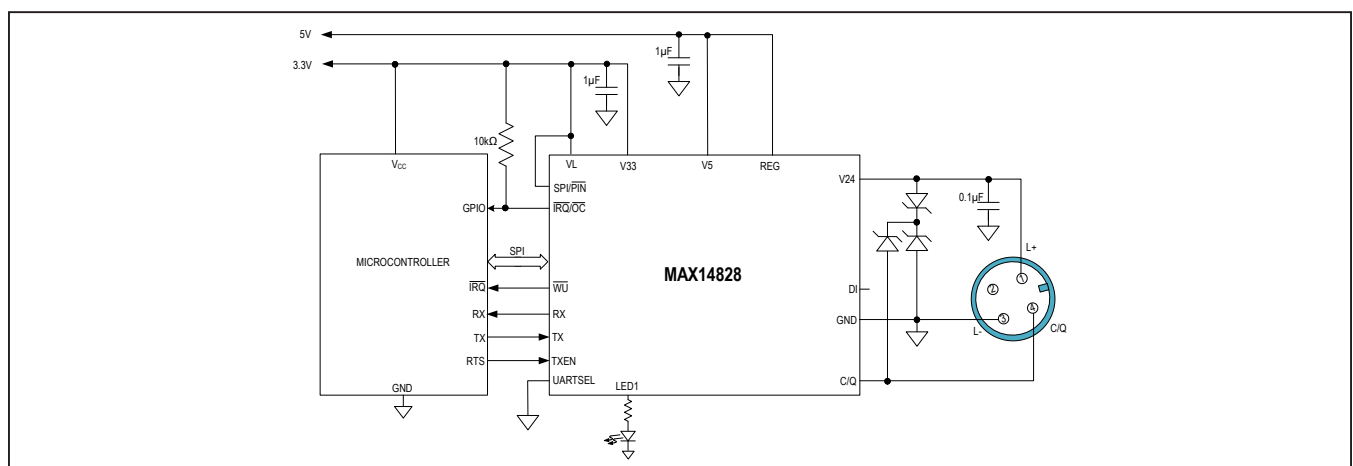 5V
1µF
3.3V
1µF
10kΩ
VCC
VL
V33
V5
REG
SPI/PIN
V24
GPIO
IRQ/OC
0.1µF
L+
SPI
MICROCONTROLLER
MAX14828
1
2
IRQ
WU
DI
4
RX
RX
GND
3
L-
C/Q
TX
TX
RTS
TXEN
GND
UARTSEL
LED1
C/Q